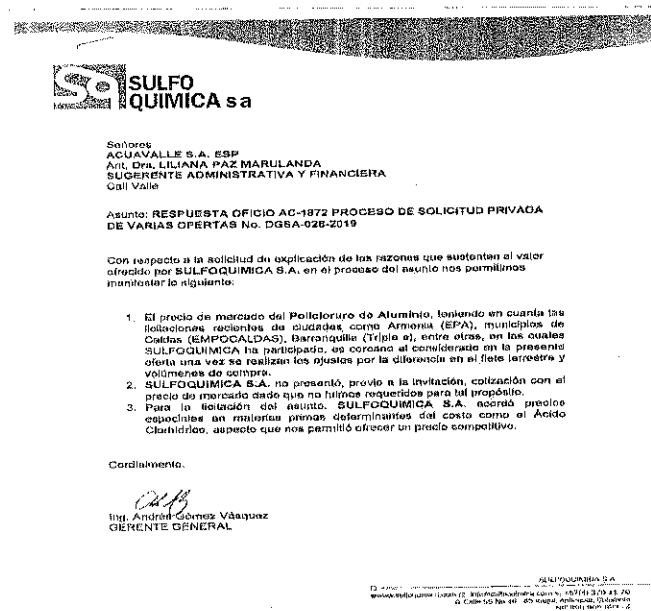 SULFO
QUIMICA s a
Señores
ACUAVALLE S.A. ESP
Att, Dra, LILIANA PAZ MARULANDA
SUGERENTE ADMINISTRATIVA Y FINANCIERA
Cali Valle
Asunto: RESPUESTA OFICIO AC-1872 PROCESO DE SOLICITUD PRIVADA
DE VARIAS OFERTAS No. DGSA-026-2019
Con respecto a la solicitud de explicación de las razones que sustentan el valor
ofrecido por SULFOQUIMICA S.A. en el proceso del asunto nos permitimos
manifestar lo siguiente:
1. El precio de mercado del Policloruro de Aluminio, teniendo en cuenta las
licitaciones recientes de ciudades como Armenia (EPA), municipios de
Caldas (EMPOCALDAS), Barranquilla (Triple a), entre otras, en las cuales
SULFOQUIMICA ha participado, es cercano al considerado en la presente
oferta una vez se realizan los ajustes por la diferencia en el flete terrestre y
volúmenes de compra.
2. SULFOQUIMICA S.A. no presentó, previo a la invitación, cotización con el
precio de mercado dado que no fuimos requeridos para tal propósito.
3. Para la licitación del asunto, SULFOQUIMICA S.A. acordó precios
especiales en materias primas determinantes del costo como el Ácido
Clorhídrico, aspecto que nos permitió ofrecer un precio competitivo.
Cordialmente,
Ing. Andrés Gómez Vásquez
GERENTE GENERAL
SULFOQUIMICA S.A.